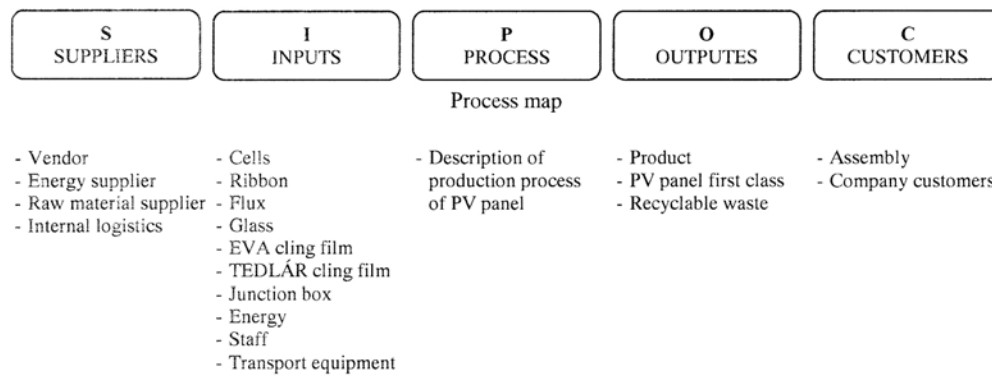 S
SUPPLIERS
I
INPUTS
P
PROCESS
O
OUTPUTES
C
CUSTOMERS
Process map
- Vendor
- Energy supplier
- Raw material supplier
- Internal logistics
- Cells
- Ribbon
- Flux
- Glass
- EVA cling film
- TEDLÁR cling film
- Junction box
- Energy
- Staff
- Transport equipment
- Description of
production process
of PV panel
- Product
- PV panel first class
- Recyclable waste
- Assembly
- Company customers